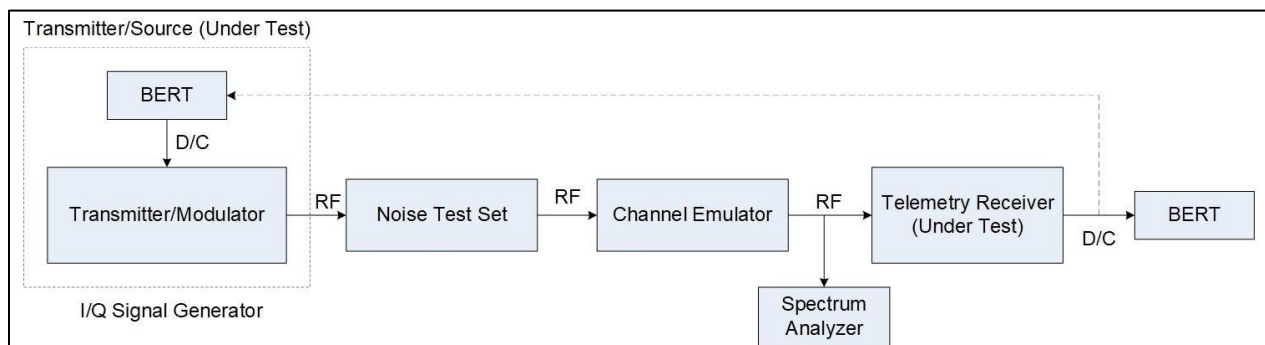 Transmitter/Source (Under Test)
BERT
D/C
Transmitter/Modulator
RF
Noise Test Set
RF
Channel Emulator
RF
Telemetry Receiver
(Under Test)
D/C
BERT
Spectrum
Analyzer
I/Q Signal Generator